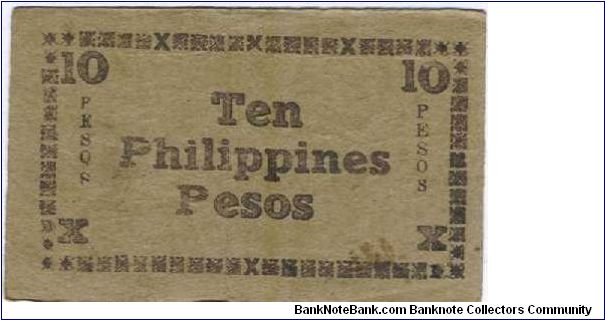 X X X
10 10
PESOS PESOS
Ten
Philippines
Pesos
X X
X
BankNoteBank.com Banknote Collectors Community